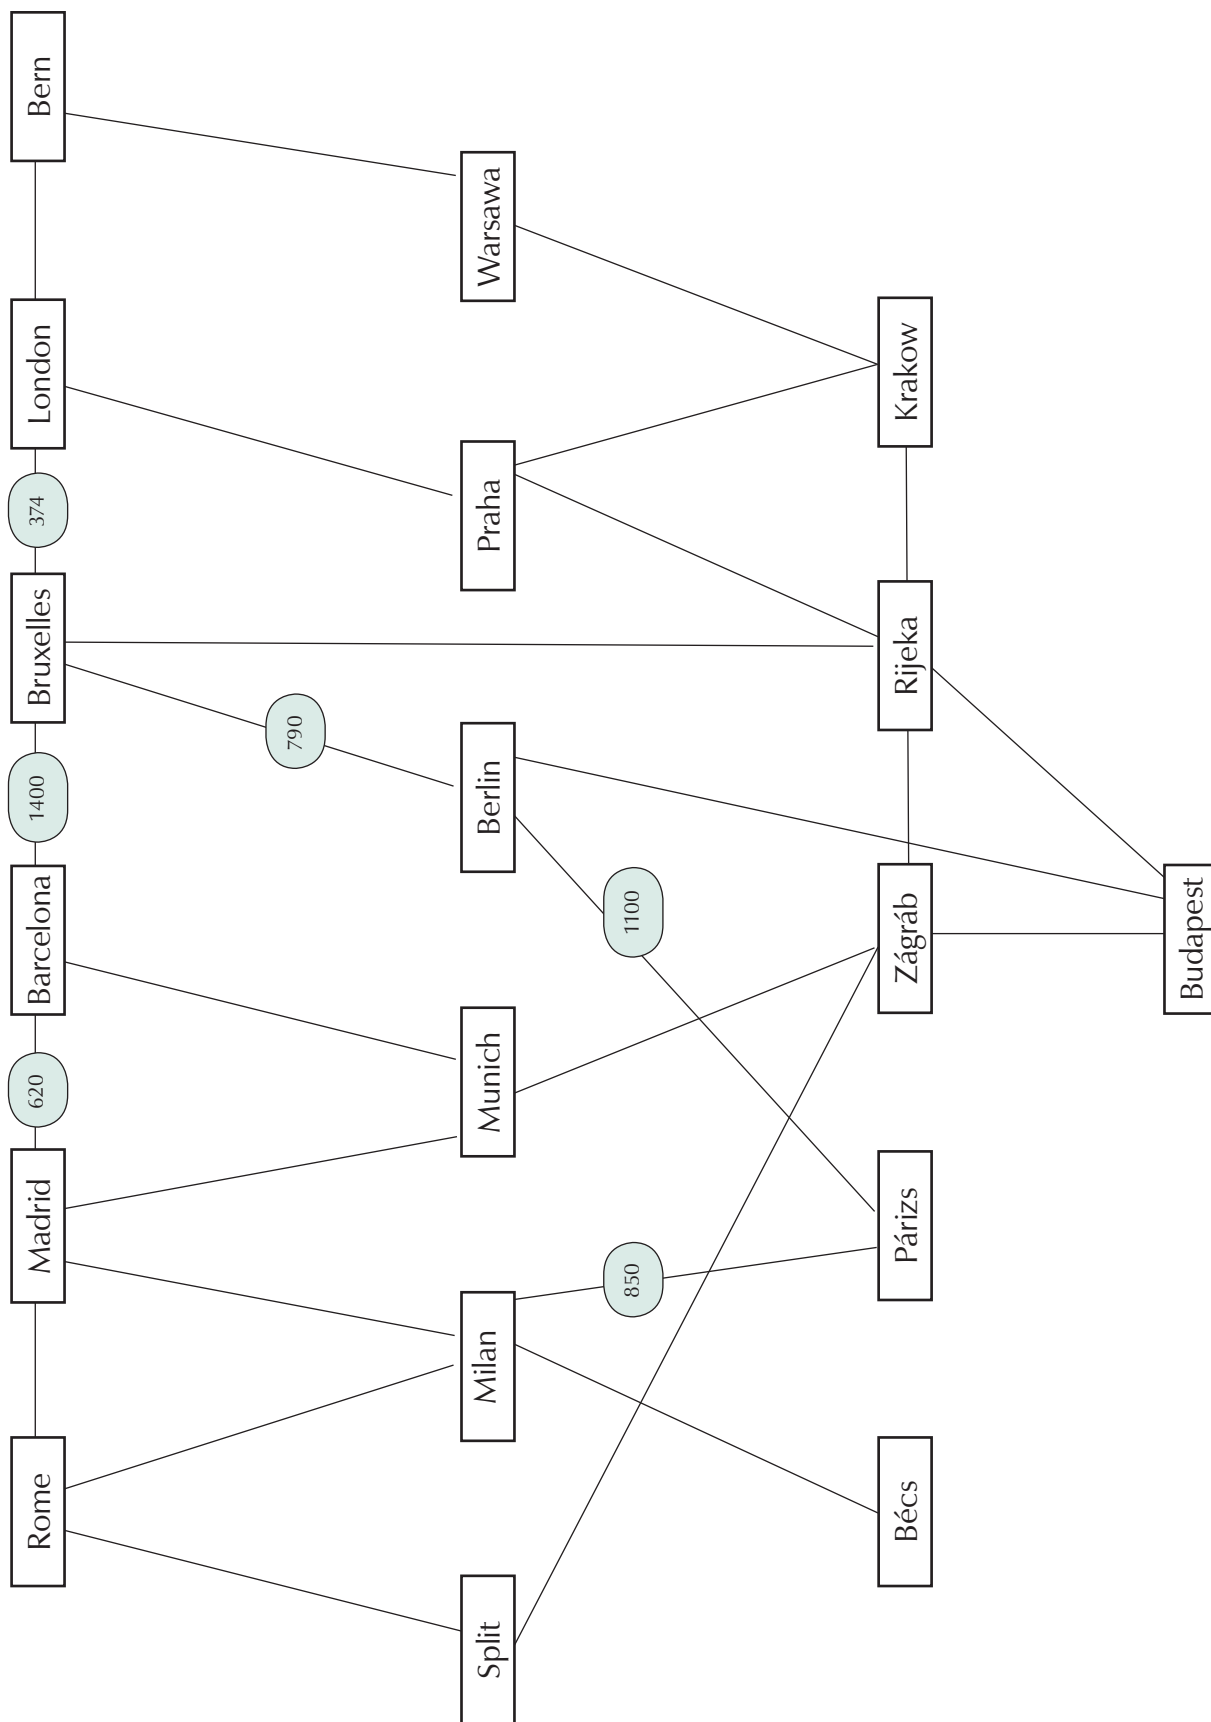 Rome
Madrid
620
Barcelona
1400
Bruxelles
374
London
Bern
790
Split
Milan
Munich
Berlin
Praha
Warsawa
850
1100
Bécs
Párizs
Zágráb
Rijeka
Krakow
Budapest